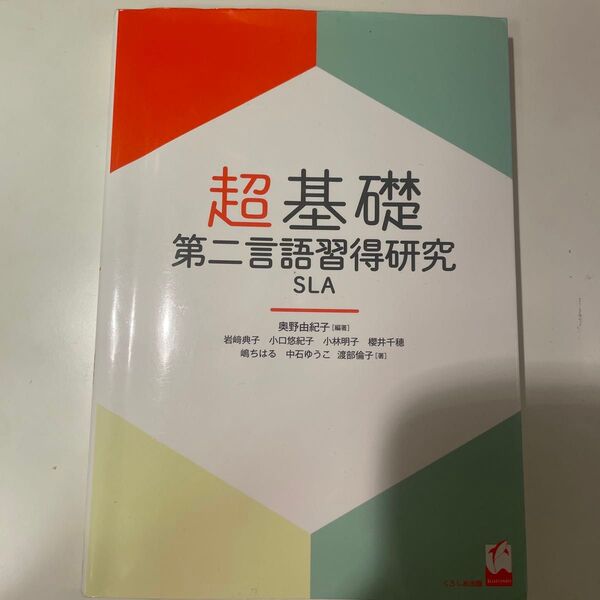 超基礎
第二言語習得研究
SLA
奥野由紀子[編著]
岩﨑典子 小口悠紀子 小林明子 櫻井千穂
嶋ちはる 中石ゆうこ 渡部倫子[著]
くろしお出版